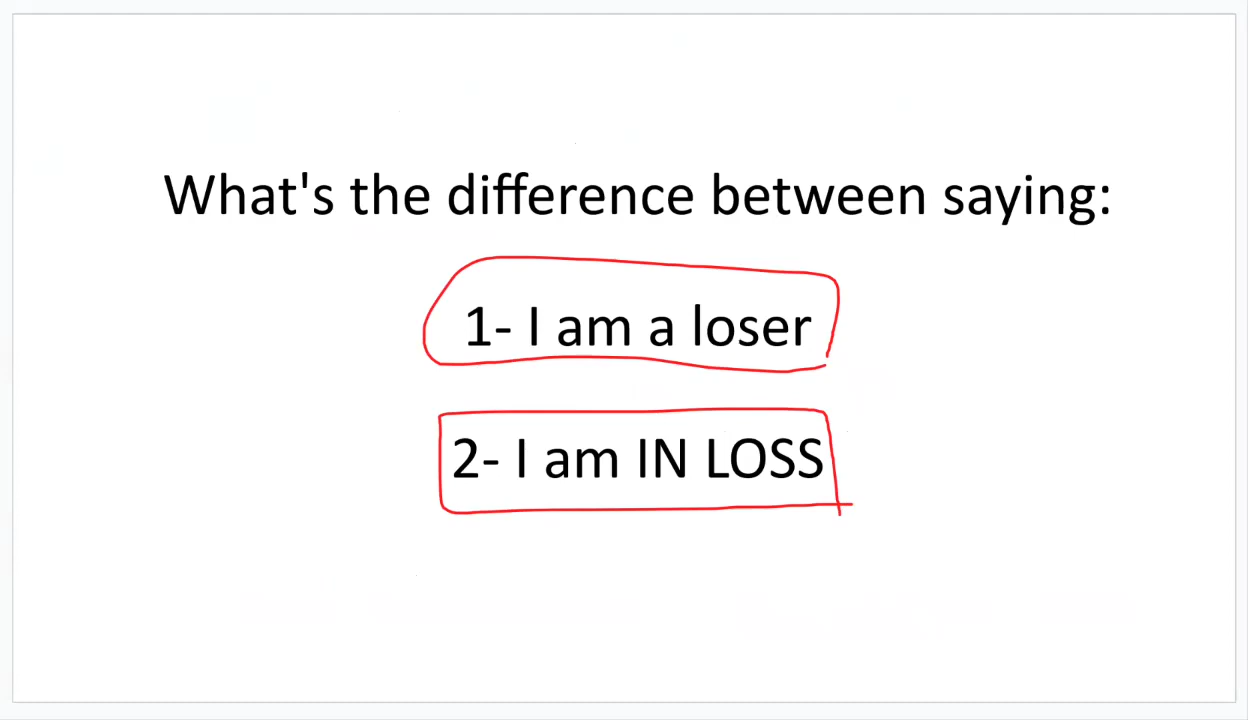 What's the difference between saying:
1- I am a loser
2- I am IN LOSS